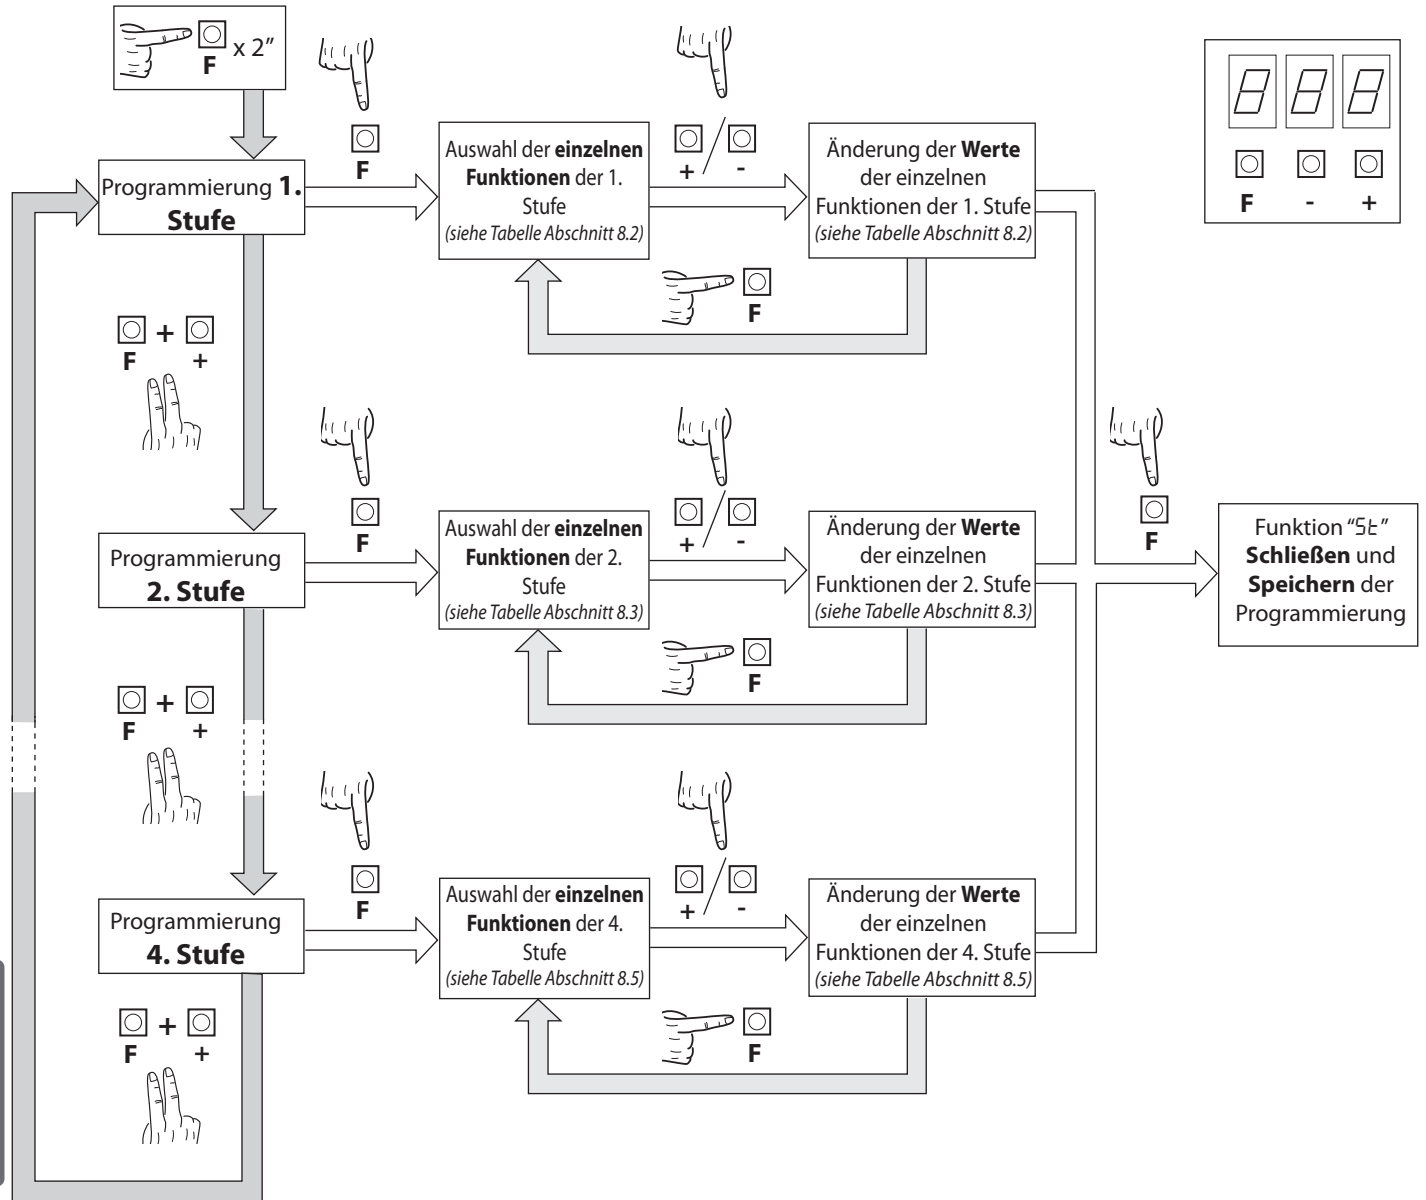 F x 2”
F
+ -
Auswahl der einzelnen
Funktionen der 1.
Stufe
(siehe Tabelle Abschnitt 8.2)
Änderung der Werte
der einzelnen
Funktionen der 1. Stufe
(siehe Tabelle Abschnitt 8.2)
F - +
Programmierung 1.
Stufe
F
+
F +
F
+ -
Auswahl der einzelnen
Funktionen der 2.
Stufe
(siehe Tabelle Abschnitt 8.3)
Änderung der Werte
der einzelnen
Funktionen der 2. Stufe
(siehe Tabelle Abschnitt 8.3)
F
Funktion “St”
Schließen und
Speichern der
Programmierung
Programmierung
2. Stufe
F
+
F +
F
+ -
Auswahl der einzelnen
Funktionen der 4.
Stufe
(siehe Tabelle Abschnitt 8.5)
Änderung der Werte
der einzelnen
Funktionen der 4. Stufe
(siehe Tabelle Abschnitt 8.5)
Programmierung
4. Stufe
F
+
F +